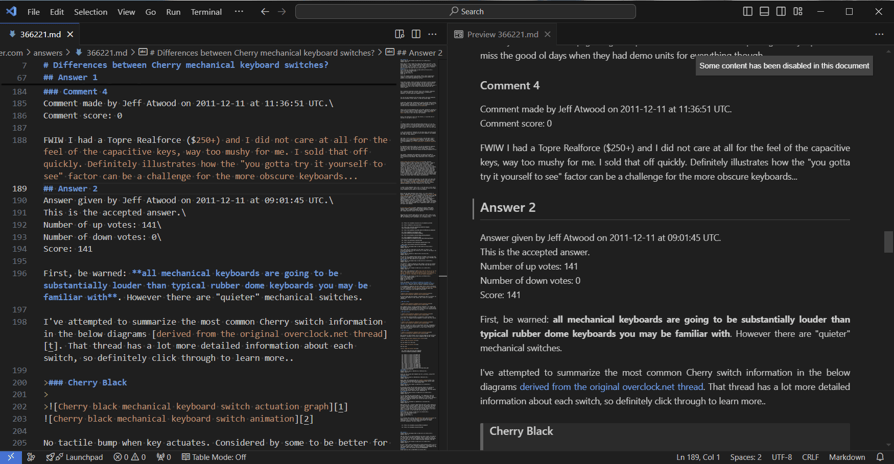 File Edit Selection View Go Run Terminal ··· Search
366221.md
Preview 366221.md
er.com > answers > 366221.md > # Differences between Cherry mechanical keyboard switches? > ## Answer 2
7 # Differences between Cherry mechanical keyboard switches?
67 ## Answer 1
184 ### Comment 4
185 Comment made by Jeff Atwood on 2011-12-11 at 11:36:51 UTC.\
186 Comment score: 0
187
188 FWIW I had a Topre Realforce ($250+) and I did not care at all for the
feel of the capacitive keys, way too mushy for me. I sold that off
quickly. Definitely illustrates how the "you gotta try it yourself to
see" factor can be a challenge for the more obscure keyboards...
189 ## Answer 2
190 Answer given by Jeff Atwood on 2011-12-11 at 09:01:45 UTC.\
191 This is the accepted answer.\
192 Number of up votes: 141\
193 Number of down votes: 0\
194 Score: 141
195
196 First, be warned: **all mechanical keyboards are going to be
substantially louder than typical rubber dome keyboards you may be
familiar with**. However there are "quieter" mechanical switches.
197
198 I've attempted to summarize the most common Cherry switch information
in the below diagrams [derived from the original overclock.net thread]
[t]. That thread has a lot more detailed information about each
switch, so definitely click through to learn more..
199
200 >### Cherry Black
201 >
202 >![Cherry black mechanical keyboard switch actuation graph][1]
203 ![Cherry black mechanical keyboard switch animation][2]
204
205 No tactile bump when key actuates. Considered by some to be better for
miss the good ol days when they had demo units for everything though
Some content has been disabled in this document
Comment 4
Comment made by Jeff Atwood on 2011-12-11 at 11:36:51 UTC.
Comment score: 0
FWIW I had a Topre Realforce ($250+) and I did not care at all for the feel of the capacitive
keys, way too mushy for me. I sold that off quickly. Definitely illustrates how the "you gotta
try it yourself to see" factor can be a challenge for the more obscure keyboards...
Answer 2
Answer given by Jeff Atwood on 2011-12-11 at 09:01:45 UTC.
This is the accepted answer.
Number of up votes: 141
Number of down votes: 0
Score: 141
First, be warned: all mechanical keyboards are going to be substantially louder than
typical rubber dome keyboards you may be familiar with. However there are "quieter"
mechanical switches.
I've attempted to summarize the most common Cherry switch information in the below
diagrams derived from the original overclock.net thread. That thread has a lot more detailed
information about each switch, so definitely click through to learn more..
Cherry Black
Launchpad 0 0 0 Table Mode: Off Ln 189, Col 1 Spaces: 2 UTF-8 CRLF Markdown